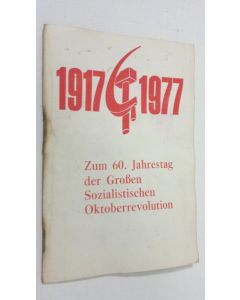 1917 1977
Zum 60. Jahrestag
der Großen
Sozialistischen
Oktoberrevolution